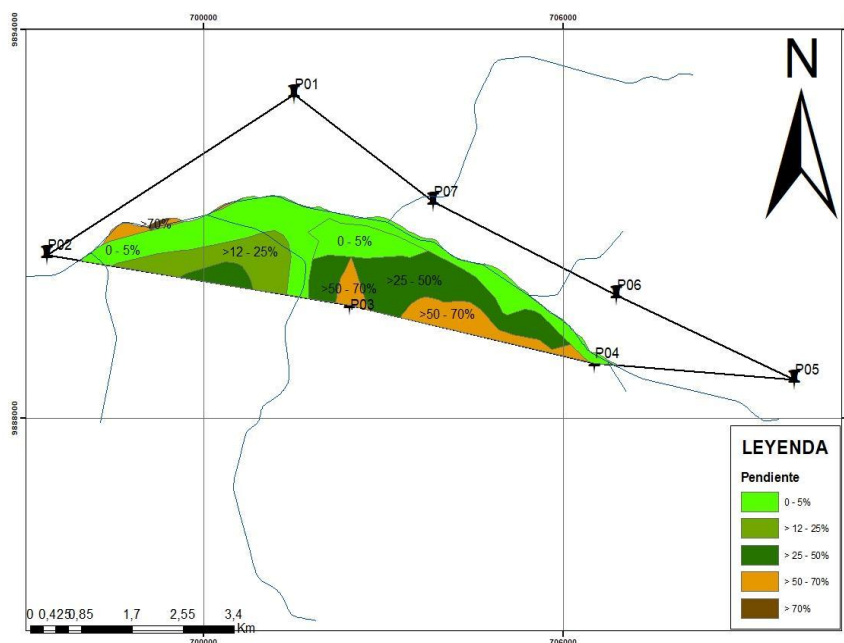 700000
706000
9894000
N
P01
P07
P02
>70%
0 - 5%
>12 - 25%
0 - 5%
>25 - 50%
>50 - 70%
P03
>50 - 70%
P06
P04
P05
9888000
LEYENDA
Pendiente
0 - 5%
> 12 - 25%
> 25 - 50%
> 50 - 70%
> 70%
0 0,425 0,85 1,7 2,55 3,4
Km
700000
706000